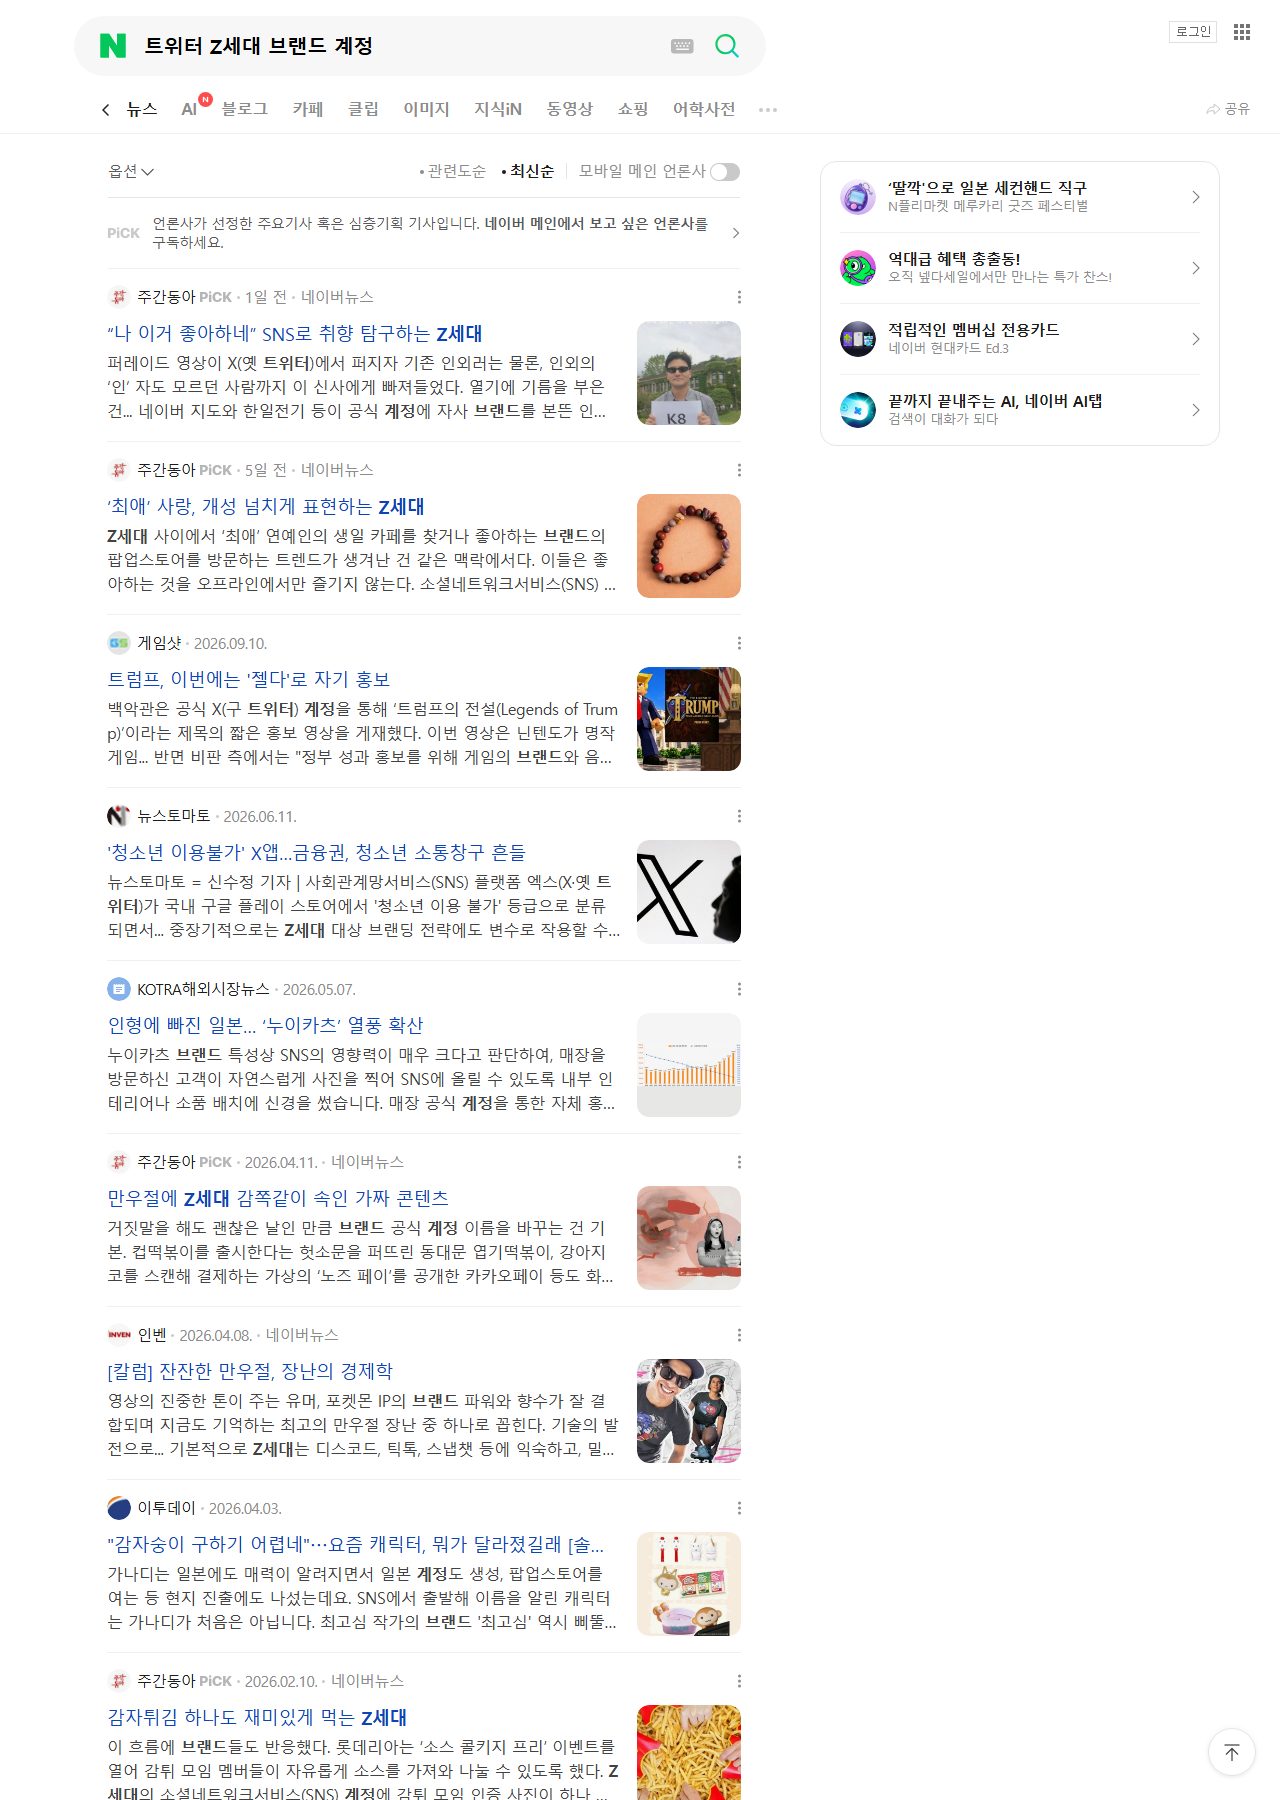 트위터 Z세대 브랜드 계정
로그인
뉴스 AI N 블로그 카페 클립 이미지 지식iN 동영상 쇼핑 어학사전
공유
옵션 관련도순 최신순 모바일 메인 언론사
PiCK 언론사가 선정한 주요기사 혹은 심층기획 기사입니다. 네이버 메인에서 보고 싶은 언론사를
구독하세요.
주간동아 PiCK · 1일 전 · 네이버뉴스
“나 이거 좋아하네” SNS로 취향 탐구하는 Z세대
퍼레이드 영상이 X(옛 트위터)에서 퍼지자 기존 인외러는 물론, 인외의
‘인’ 자도 모르던 사람까지 이 신사에게 빠져들었다. 열기에 기름을 부은
건... 네이버 지도와 한일전기 등이 공식 계정에 자사 브랜드를 본뜬 인...
K8
주간동아 PiCK · 5일 전 · 네이버뉴스
‘최애’ 사랑, 개성 넘치게 표현하는 Z세대
Z세대 사이에서 ‘최애’ 연예인의 생일 카페를 찾거나 좋아하는 브랜드의
팝업스토어를 방문하는 트렌드가 생겨난 건 같은 맥락에서다. 이들은 좋
아하는 것을 오프라인에서만 즐기지 않는다. 소셜네트워크서비스(SNS) ...
GS 게임샷 · 2026.09.10.
트럼프, 이번에는 '젤다'로 자기 홍보
백악관은 공식 X(구 트위터) 계정을 통해 ‘트럼프의 전설(Legends of Trum
p)’이라는 제목의 짧은 홍보 영상을 게재했다. 이번 영상은 닌텐도가 명작
게임... 반면 비판 측에서는 "정부 성과 홍보를 위해 게임의 브랜드와 음...
TRUMP
뉴스토마토 · 2026.06.11.
'청소년 이용불가' X앱...금융권, 청소년 소통창구 흔들
뉴스토마토 = 신수정 기자 | 사회관계망서비스(SNS) 플랫폼 엑스(X·옛 트
위터)가 국내 구글 플레이 스토어에서 '청소년 이용 불가' 등급으로 분류
되면서... 중장기적으로는 Z세대 대상 브랜딩 전략에도 변수로 작용할 수...
KOTRA해외시장뉴스 · 2026.05.07.
인형에 빠진 일본... ‘누이카츠’ 열풍 확산
누이카츠 브랜드 특성상 SNS의 영향력이 매우 크다고 판단하여, 매장을
방문하신 고객이 자연스럽게 사진을 찍어 SNS에 올릴 수 있도록 내부 인
테리어나 소품 배치에 신경을 썼습니다. 매장 공식 계정을 통한 자체 홍...
주간동아 PiCK · 2026.04.11. · 네이버뉴스
만우절에 Z세대 감쪽같이 속인 가짜 콘텐츠
거짓말을 해도 괜찮은 날인 만큼 브랜드 공식 계정 이름을 바꾸는 건 기
본. 컵떡볶이를 출시한다는 헛소문을 퍼뜨린 동대문 엽기떡볶이, 강아지
코를 스캔해 결제하는 가상의 ‘노즈 페이’를 공개한 카카오페이 등도 화...
INVEN 인벤 · 2026.04.08. · 네이버뉴스
[칼럼] 잔잔한 만우절, 장난의 경제학
영상의 진중한 톤이 주는 유머, 포켓몬 IP의 브랜드 파워와 향수가 잘 결
합되며 지금도 기억하는 최고의 만우절 장난 중 하나로 꼽힌다. 기술의 발
전으로... 기본적으로 Z세대는 디스코드, 틱톡, 스냅챗 등에 익숙하고, 밀...
이투데이 · 2026.04.03.
"감자숭이 구하기 어렵네"…요즘 캐릭터, 뭐가 달라졌길래 [솔...
가나디는 일본에도 매력이 알려지면서 일본 계정도 생성, 팝업스토어를
여는 등 현지 진출에도 나섰는데요. SNS에서 출발해 이름을 알린 캐릭터
는 가나디가 처음은 아닙니다. 최고심 작가의 브랜드 '최고심' 역시 삐뚤...
주간동아 PiCK · 2026.02.10. · 네이버뉴스
감자튀김 하나도 재미있게 먹는 Z세대
이 흐름에 브랜드들도 반응했다. 롯데리아는 ‘소스 콜키지 프리’ 이벤트를
열어 감튀 모임 멤버들이 자유롭게 소스를 가져와 나눌 수 있도록 했다. Z
세대의 소셜네트워크서비스(SNS) 계정에 감튀 모임 인증 사진이 하나 ...
‘딸깍’으로 일본 세컨핸드 직구
N플리마켓 메루카리 굿즈 페스티벌
역대급 혜택 총출동!
오직 넾다세일에서만 만나는 특가 찬스!
적립적인 멤버십 전용카드
네이버 현대카드 Ed.3
끝까지 끝내주는 AI, 네이버 AI탭
검색이 대화가 되다